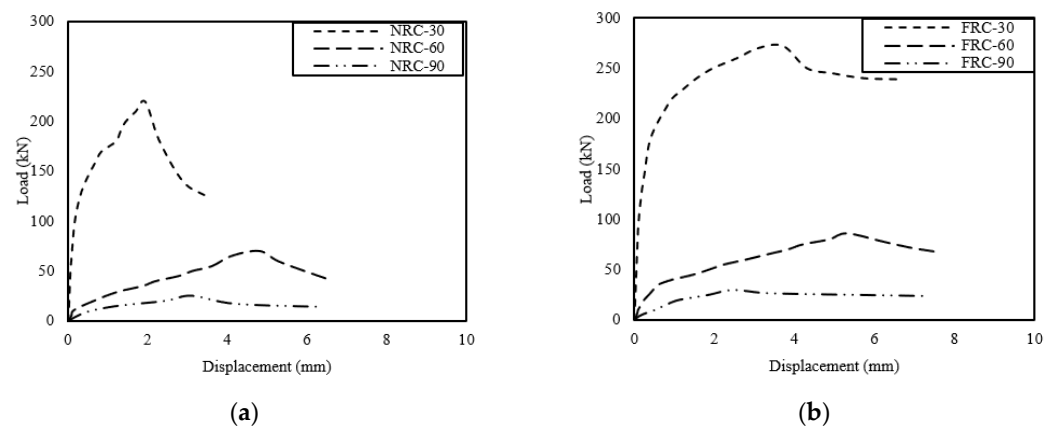 300
250
200
150
100
50
0
Load (kN)
NRC-30
NRC-60
NRC-90
0 2 4 6 8 10
Displacement (mm)
(a)
300
250
200
150
100
50
0
Load (kN)
FRC-30
FRC-60
FRC-90
0 2 4 6 8 10
Displacement (mm)
(b)